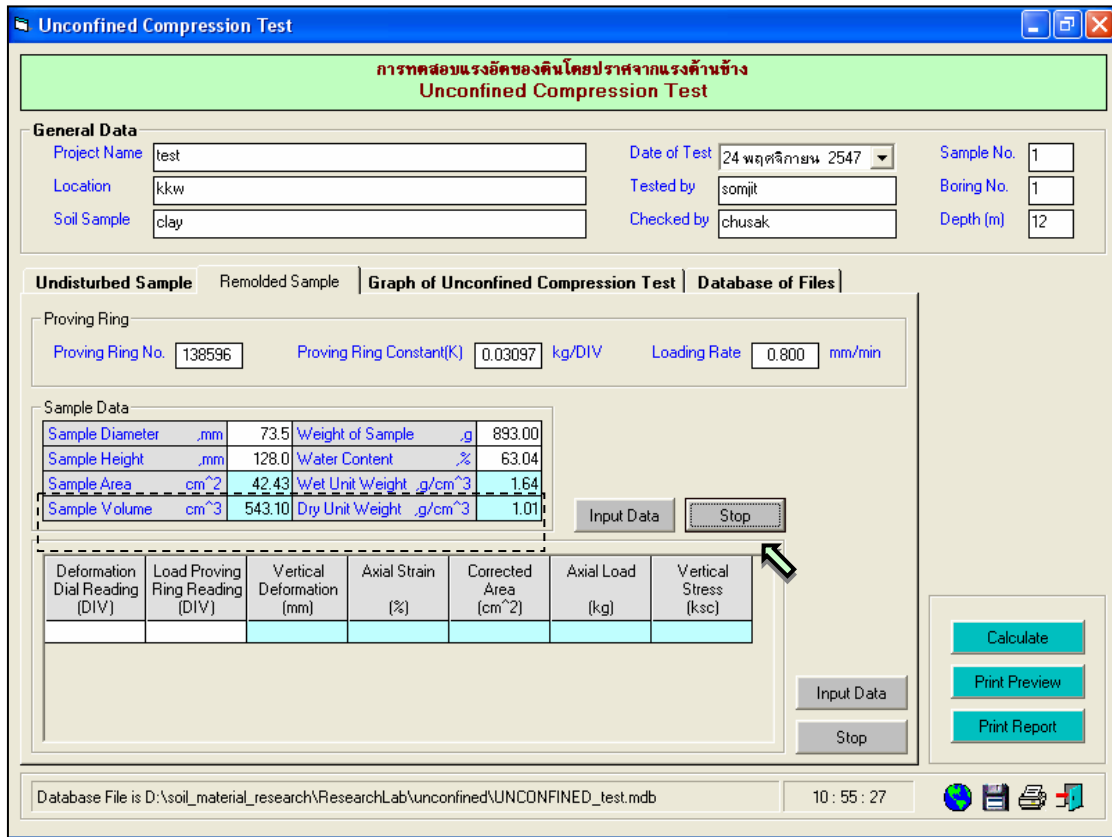 Unconfined Compression Test
การทดสอบแรงอัดของดินโดยปราศจากแรงด้านข้าง
Unconfined Compression Test
General Data
Project Name test Date of Test 24 พฤศจิกายน 2547 Sample No. 1
Location kkw Tested by somjit Boring No. 1
Soil Sample clay Checked by chusak Depth (m) 12
Undisturbed Sample Remolded Sample Graph of Unconfined Compression Test Database of Files
Proving Ring
Proving Ring No. 138596 Proving Ring Constant(K) 0.03097 kg/DIV Loading Rate 0.800 mm/min
Sample Data
Sample Diameter ,mm 73.5 Weight of Sample ,g 893.00
Sample Height ,mm 128.0 Water Content ,% 63.04
Sample Area cm^2 42.43 Wet Unit Weight ,g/cm^3 1.64
Sample Volume cm^3 543.10 Dry Unit Weight ,g/cm^3 1.01
Input Data Stop
Deformation Load Proving Vertical Axial Strain Corrected Axial Load Vertical
Dial Reading Ring Reading Deformation Area Stress
(DIV) (DIV) (mm) (%) (cm^2) (kg) (ksc)
Calculate
Input Data Print Preview
Stop Print Report
Database File is D:\soil_material_research\ResearchLab\unconfined\UNCONFINED_test.mdb 10 : 55 : 27